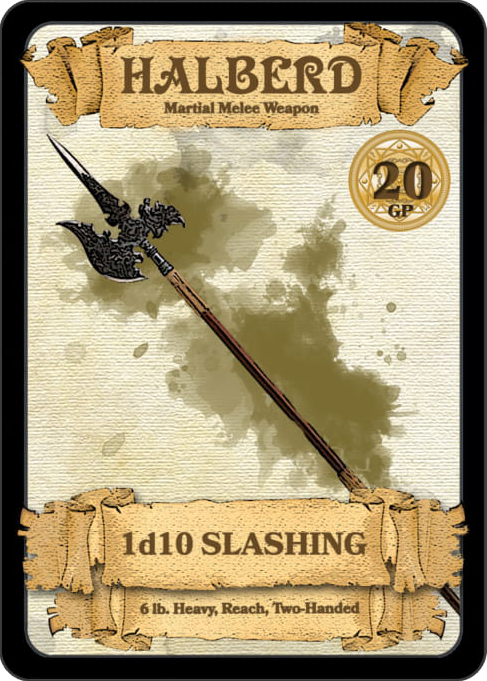 HALBERD
Martial Melee Weapon
20
GP
1d10 SLASHING
6 lb. Heavy, Reach, Two-Handed